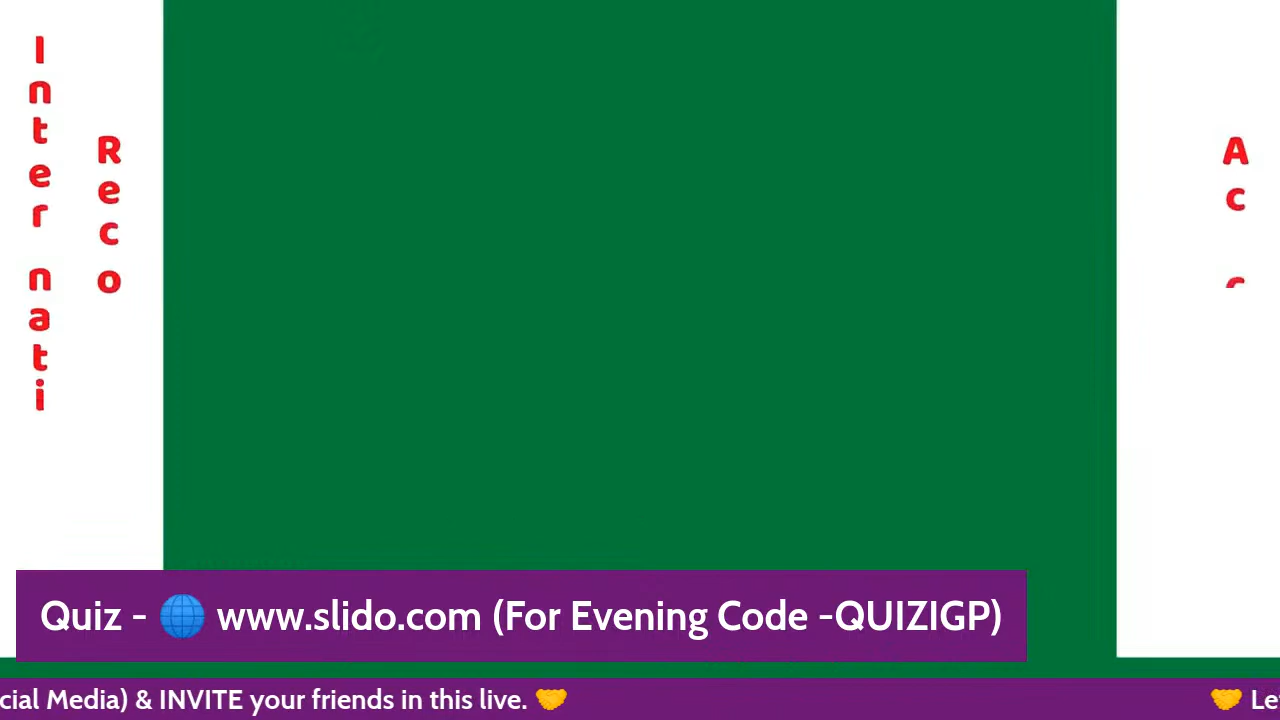 Inter nati
Reco
Ac
Quiz - 🌐 www.slido.com (For Evening Code -QUIZIGP)
cial Media) & INVITE your friends in this live. 🤝
🤝 Le